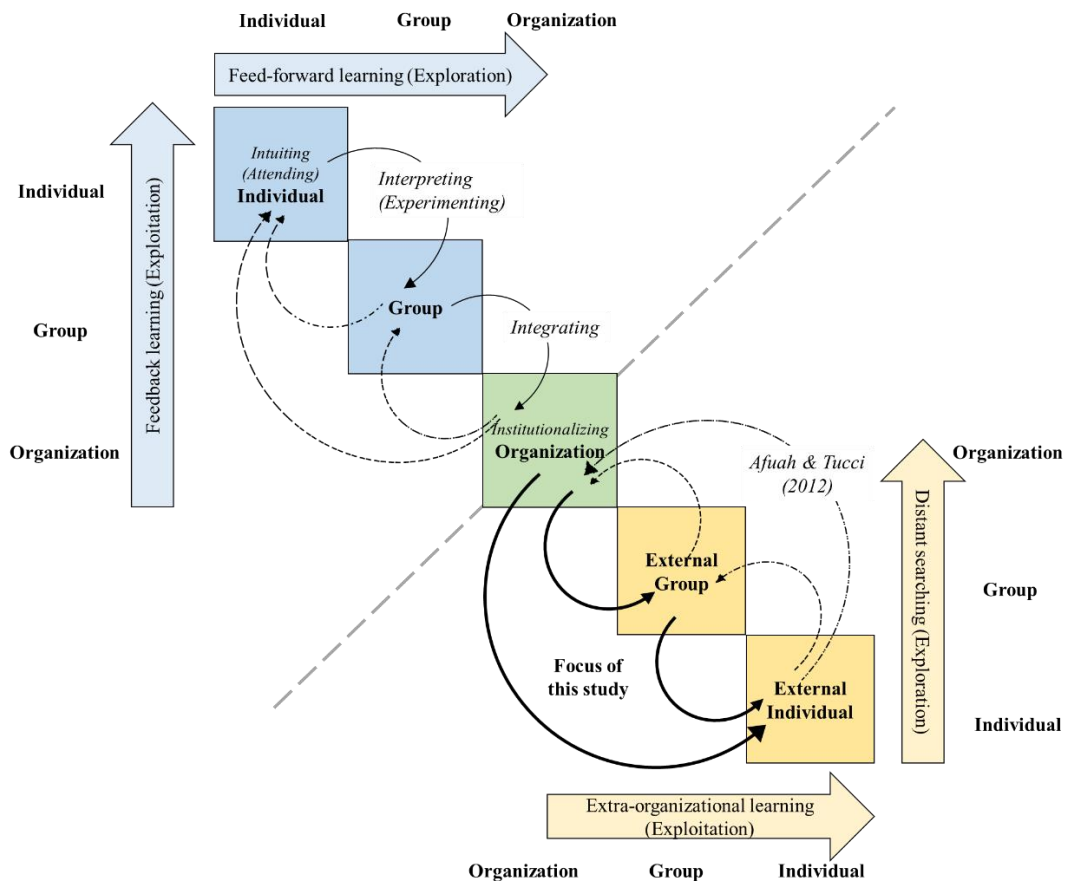 Individual
Group
Organization
Feed-forward learning (Exploration)
Feedback learning (Exploitation)
Individual
Group
Organization
Intuiting
(Attending)
Individual
Interpreting
(Experimenting)
Group
Integrating
Institutionalizing
Organization
Afuah & Tucci
(2012)
External
Group
External
Individual
Focus of
this study
Distant searching (Exploration)
Organization
Group
Individual
Extra-organizational learning
(Exploitation)
Organization
Group
Individual